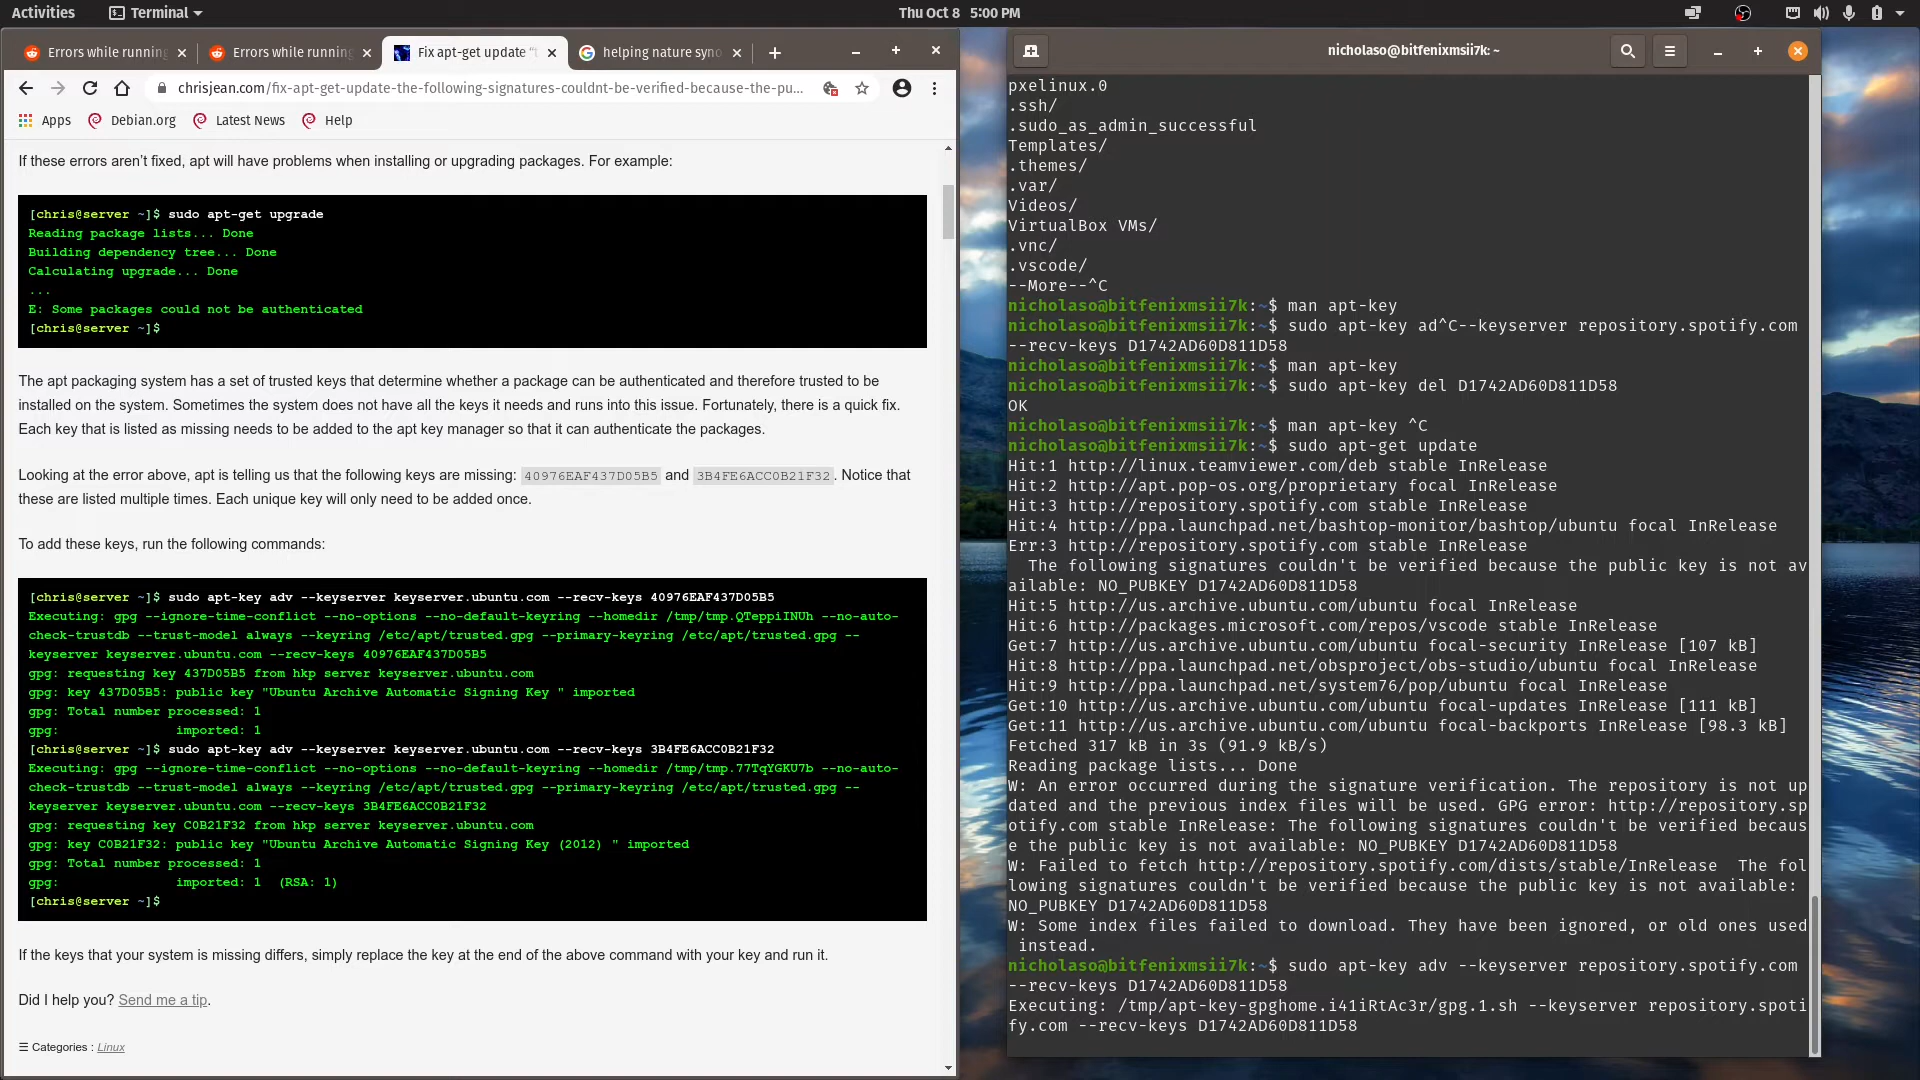 Activities
Terminal
Thu Oct 8 5:00 PM
Errors while running
Errors while running
Fix apt-get update “t
helping nature syno
chrisjean.com/fix-apt-get-update-the-following-signatures-couldnt-be-verified-because-the-pu...
Apps
Debian.org
Latest News
Help
If these errors aren’t fixed, apt will have problems when installing or upgrading packages. For example:
[chris@server ~]$ sudo apt-get upgrade
Reading package lists... Done
Building dependency tree... Done
Calculating upgrade... Done
...
E: Some packages could not be authenticated
[chris@server ~]$
The apt packaging system has a set of trusted keys that determine whether a package can be authenticated and therefore trusted to be
installed on the system. Sometimes the system does not have all the keys it needs and runs into this issue. Fortunately, there is a quick fix.
Each key that is listed as missing needs to be added to the apt key manager so that it can authenticate the packages.
Looking at the error above, apt is telling us that the following keys are missing: 40976EAF437D05B5 and 3B4FE6ACC0B21F32. Notice that
these are listed multiple times. Each unique key will only need to be added once.
To add these keys, run the following commands:
[chris@server ~]$ sudo apt-key adv --keyserver keyserver.ubuntu.com --recv-keys 40976EAF437D05B5
Executing: gpg --ignore-time-conflict --no-options --no-default-keyring --homedir /tmp/tmp.QTeppiINUh --no-auto-
check-trustdb --trust-model always --keyring /etc/apt/trusted.gpg --primary-keyring /etc/apt/trusted.gpg --
keyserver keyserver.ubuntu.com --recv-keys 40976EAF437D05B5
gpg: requesting key 437D05B5 from hkp server keyserver.ubuntu.com
gpg: key 437D05B5: public key "Ubuntu Archive Automatic Signing Key " imported
gpg: Total number processed: 1
gpg:               imported: 1
[chris@server ~]$ sudo apt-key adv --keyserver keyserver.ubuntu.com --recv-keys 3B4FE6ACC0B21F32
Executing: gpg --ignore-time-conflict --no-options --no-default-keyring --homedir /tmp/tmp.77TqYGKU7b --no-auto-
check-trustdb --trust-model always --keyring /etc/apt/trusted.gpg --primary-keyring /etc/apt/trusted.gpg --
keyserver keyserver.ubuntu.com --recv-keys 3B4FE6ACC0B21F32
gpg: requesting key C0B21F32 from hkp server keyserver.ubuntu.com
gpg: key C0B21F32: public key "Ubuntu Archive Automatic Signing Key (2012) " imported
gpg: Total number processed: 1
gpg:               imported: 1  (RSA: 1)
[chris@server ~]$
If the keys that your system is missing differs, simply replace the key at the end of the above command with your key and run it.
Did I help you? Send me a tip.
☰ Categories : Linux
nicholaso@bitfenixmsii7k: ~
pxelinux.0
.ssh/
.sudo_as_admin_successful
Templates/
.themes/
.var/
Videos/
VirtualBox VMs/
.vnc/
.vscode/
--More--^C
nicholaso@bitfenixmsii7k:~$ man apt-key
nicholaso@bitfenixmsii7k:~$ sudo apt-key ad^C--keyserver repository.spotify.com
--recv-keys D1742AD60D811D58
nicholaso@bitfenixmsii7k:~$ man apt-key
nicholaso@bitfenixmsii7k:~$ sudo apt-key del D1742AD60D811D58
OK
nicholaso@bitfenixmsii7k:~$ man apt-key ^C
nicholaso@bitfenixmsii7k:~$ sudo apt-get update
Hit:1 http://linux.teamviewer.com/deb stable InRelease
Hit:2 http://apt.pop-os.org/proprietary focal InRelease
Hit:3 http://repository.spotify.com stable InRelease
Hit:4 http://ppa.launchpad.net/bashtop-monitor/bashtop/ubuntu focal InRelease
Err:3 http://repository.spotify.com stable InRelease
The following signatures couldn't be verified because the public key is not av
ailable: NO_PUBKEY D1742AD60D811D58
Hit:5 http://us.archive.ubuntu.com/ubuntu focal InRelease
Hit:6 http://packages.microsoft.com/repos/vscode stable InRelease
Get:7 http://us.archive.ubuntu.com/ubuntu focal-security InRelease [107 kB]
Hit:8 http://ppa.launchpad.net/obsproject/obs-studio/ubuntu focal InRelease
Hit:9 http://ppa.launchpad.net/system76/pop/ubuntu focal InRelease
Get:10 http://us.archive.ubuntu.com/ubuntu focal-updates InRelease [111 kB]
Get:11 http://us.archive.ubuntu.com/ubuntu focal-backports InRelease [98.3 kB]
Fetched 317 kB in 3s (91.9 kB/s)
Reading package lists... Done
W: An error occurred during the signature verification. The repository is not up
dated and the previous index files will be used. GPG error: http://repository.sp
otify.com stable InRelease: The following signatures couldn't be verified becaus
e the public key is not available: NO_PUBKEY D1742AD60D811D58
W: Failed to fetch http://repository.spotify.com/dists/stable/InRelease  The fol
lowing signatures couldn't be verified because the public key is not available:
NO_PUBKEY D1742AD60D811D58
W: Some index files failed to download. They have been ignored, or old ones used
instead.
nicholaso@bitfenixmsii7k:~$ sudo apt-key adv --keyserver repository.spotify.com
--recv-keys D1742AD60D811D58
Executing: /tmp/apt-key-gpghome.i41iRtAc3r/gpg.1.sh --keyserver repository.spoti
fy.com --recv-keys D1742AD60D811D58